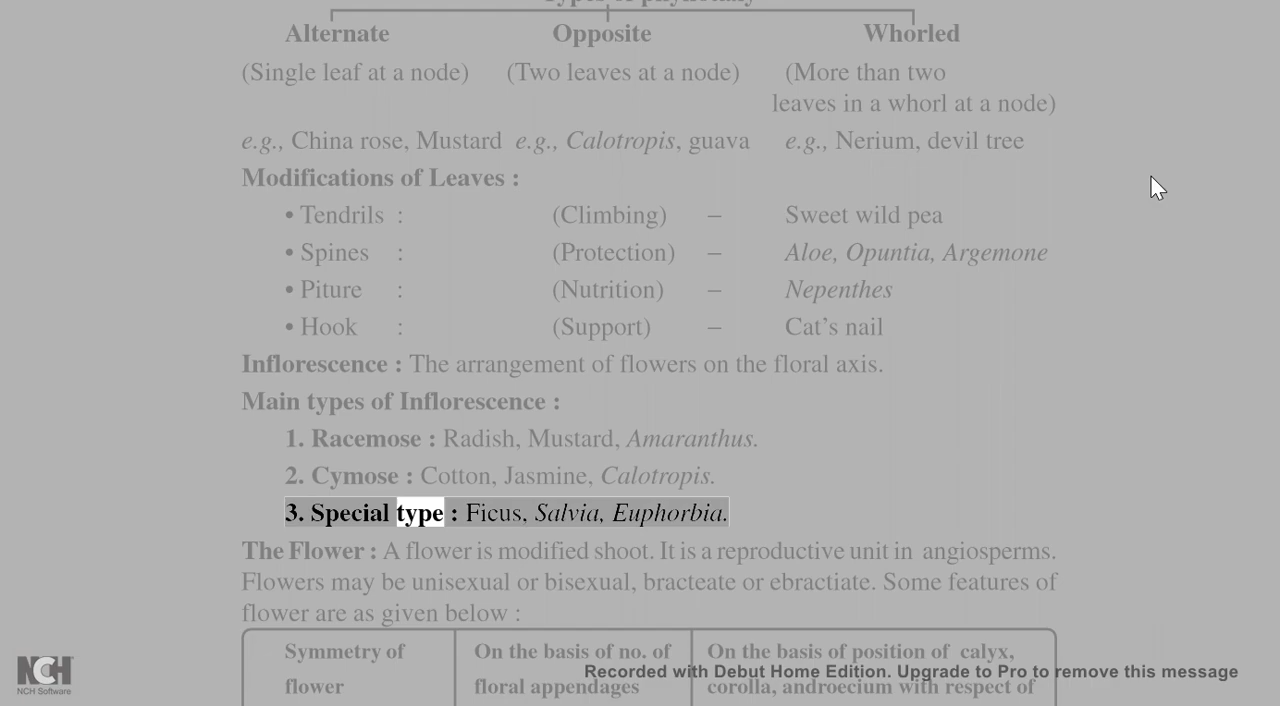 Types of phyllotaxy
Alternate Opposite Whorled
(Single leaf at a node) (Two leaves at a node) (More than two
leaves in a whorl at a node)
e.g., China rose, Mustard e.g., Calotropis, guava e.g., Nerium, devil tree
Modifications of Leaves :
• Tendrils : (Climbing) – Sweet wild pea
• Spines : (Protection) – Aloe, Opuntia, Argemone
• Piture : (Nutrition) – Nepenthes
• Hook : (Support) – Cat's nail
Inflorescence : The arrangement of flowers on the floral axis.
Main types of Inflorescence :
1. Racemose : Radish, Mustard, Amaranthus.
2. Cymose : Cotton, Jasmine, Calotropis.
3. Special type : Ficus, Salvia, Euphorbia.
The Flower : A flower is modified shoot. It is a reproductive unit in angiosperms.
Flowers may be unisexual or bisexual, bracteate or ebractiate. Some features of
flower are as given below :
Symmetry of On the basis of no. of On the basis of position of calyx,
flower floral appendages corolla, androecium with respect of
Recorded with Debut Home Edition. Upgrade to Pro to remove this message
NCH
NCH Software